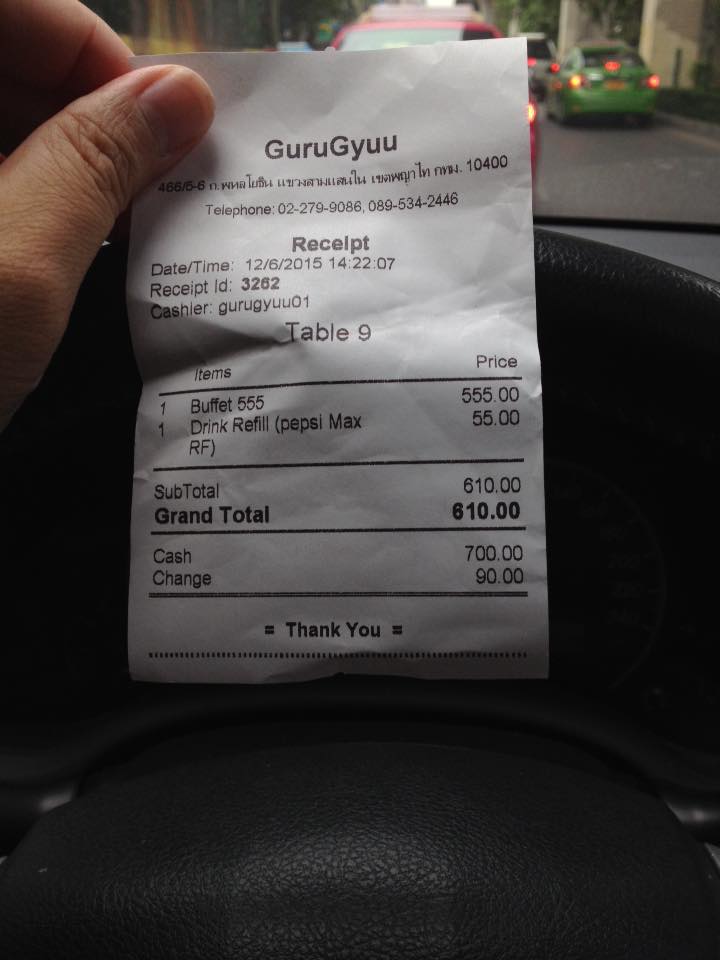 GuruGyuu
466/5-6 ถ.พหลโยธิน แขวงสามเสนใน เขตพญาไท กทม. 10400
Telephone: 02-279-9086, 089-534-2446
Receipt
Date/Time: 12/6/2015 14:22:07
Receipt Id: 3262
Cashier: gurugyuu01
Table 9
Items Price
1 Buffet 555 555.00
1 Drink Refill (pepsi Max 55.00
RF)
SubTotal 610.00
Grand Total 610.00
Cash 700.00
Change 90.00
= Thank You =